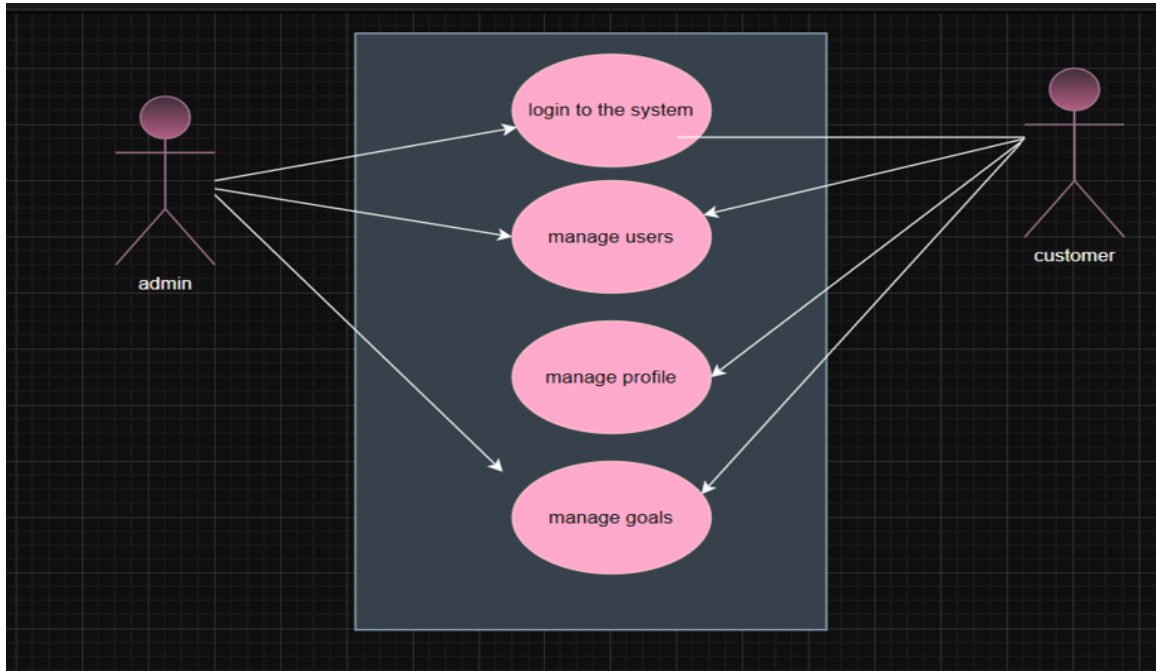 login to the system
manage users
customer
admin
manage profile
manage goals